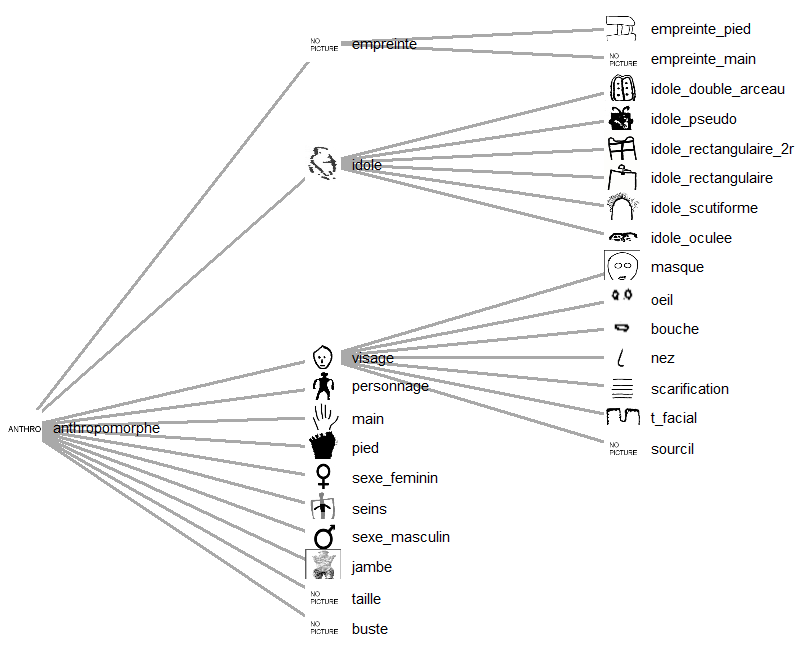 ANTHRO
anthropomorphe
NO
PICTURE
empreinte
idole
visage
personnage
main
pied
sexe_feminin
seins
sexe_masculin
jambe
NO
PICTURE
taille
NO
PICTURE
buste
empreinte_pied
NO
PICTURE
empreinte_main
idole_double_arceau
idole_pseudo
idole_rectangulaire_2r
idole_rectangulaire
idole_scutiforme
idole_oculee
masque
oeil
bouche
nez
scarification
t_facial
NO
PICTURE
sourcil